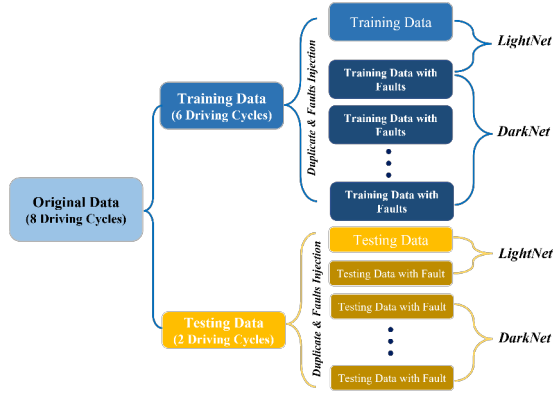 Original Data
(8 Driving Cycles)
Training Data
(6 Driving Cycles)
Duplicate & Faults Injection
Training Data
Training Data with
Faults
Training Data with
Faults
Training Data with
Faults
LightNet
DarkNet
Testing Data
(2 Driving Cycles)
Duplicate & Faults Injection
Testing Data
Testing Data with Fault
Testing Data with Fault
Testing Data with Fault
LightNet
DarkNet